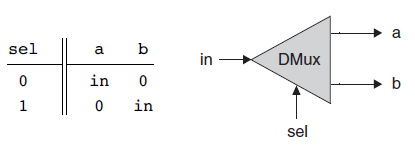 sel a b
0 in 0
1 0 in
in DMux a
b
sel